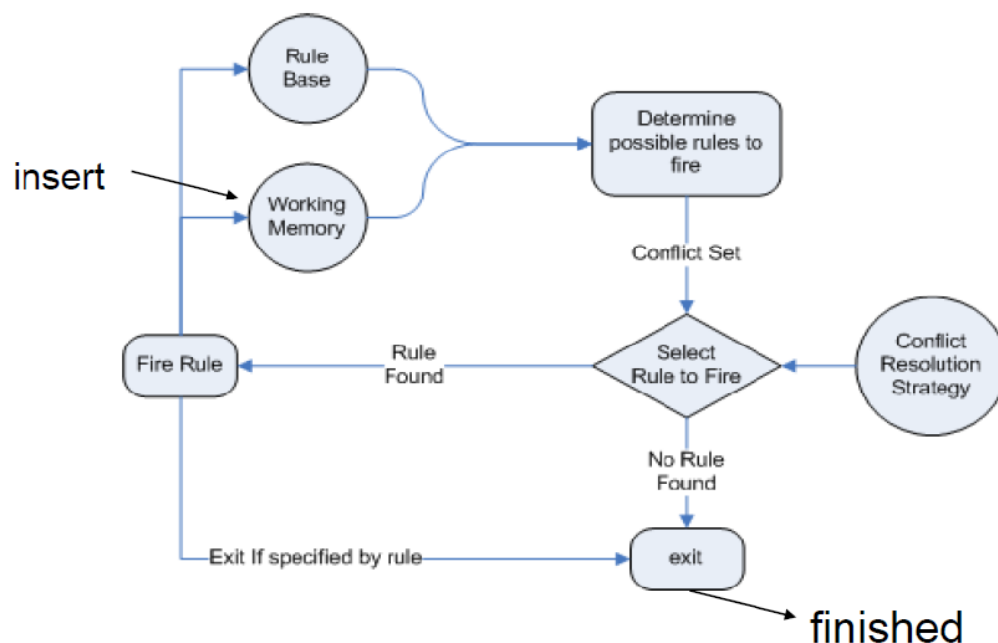 Rule
Base
Determine
possible rules to
fire
insert
Working
Memory
Conflict Set
Fire Rule
Rule
Found
Select
Rule to Fire
Conflict
Resolution
Strategy
No Rule
Found
Exit If specified by rule
exit
finished